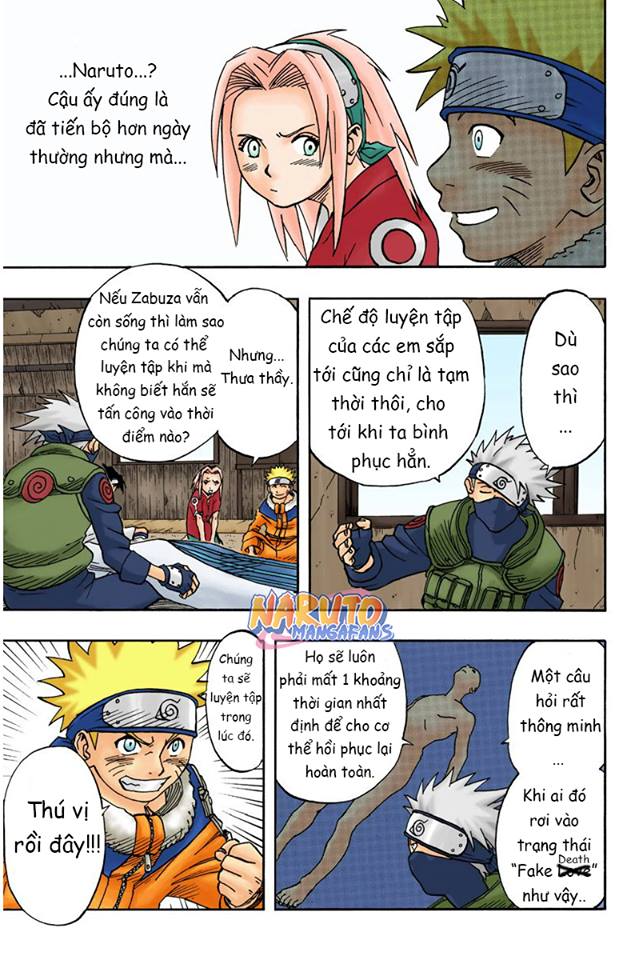 ...Naruto...?
Cậu ấy đúng là
đã tiến bộ hơn ngày
thường nhưng mà...
Dù
sao
thì
...
Chế độ luyện tập
của các em sắp
tới cũng chỉ là tạm
thời thôi, cho
tới khi ta bình
phục hẳn.
Nhưng...
Thưa thầy.
Nếu Zabuza vẫn
còn sống thì làm sao
chúng ta có thể
luyện tập khi mà
không biết hắn sẽ
tấn công vào thời
điểm nào?
NARUTO
MANGAFANS
Một câu
hỏi rất
thông minh
...
Khi ai đó
rơi vào
trạng thái
Death
“Fake Love”
như vậy..
Họ sẽ luôn
phải mất 1 khoảng
thời gian nhất
định để cho cơ
thể hồi phục lại
hoàn toàn.
Chúng
ta sẽ
luyện tập
trong
lúc đó.
Thú vị
rồi đây!!!